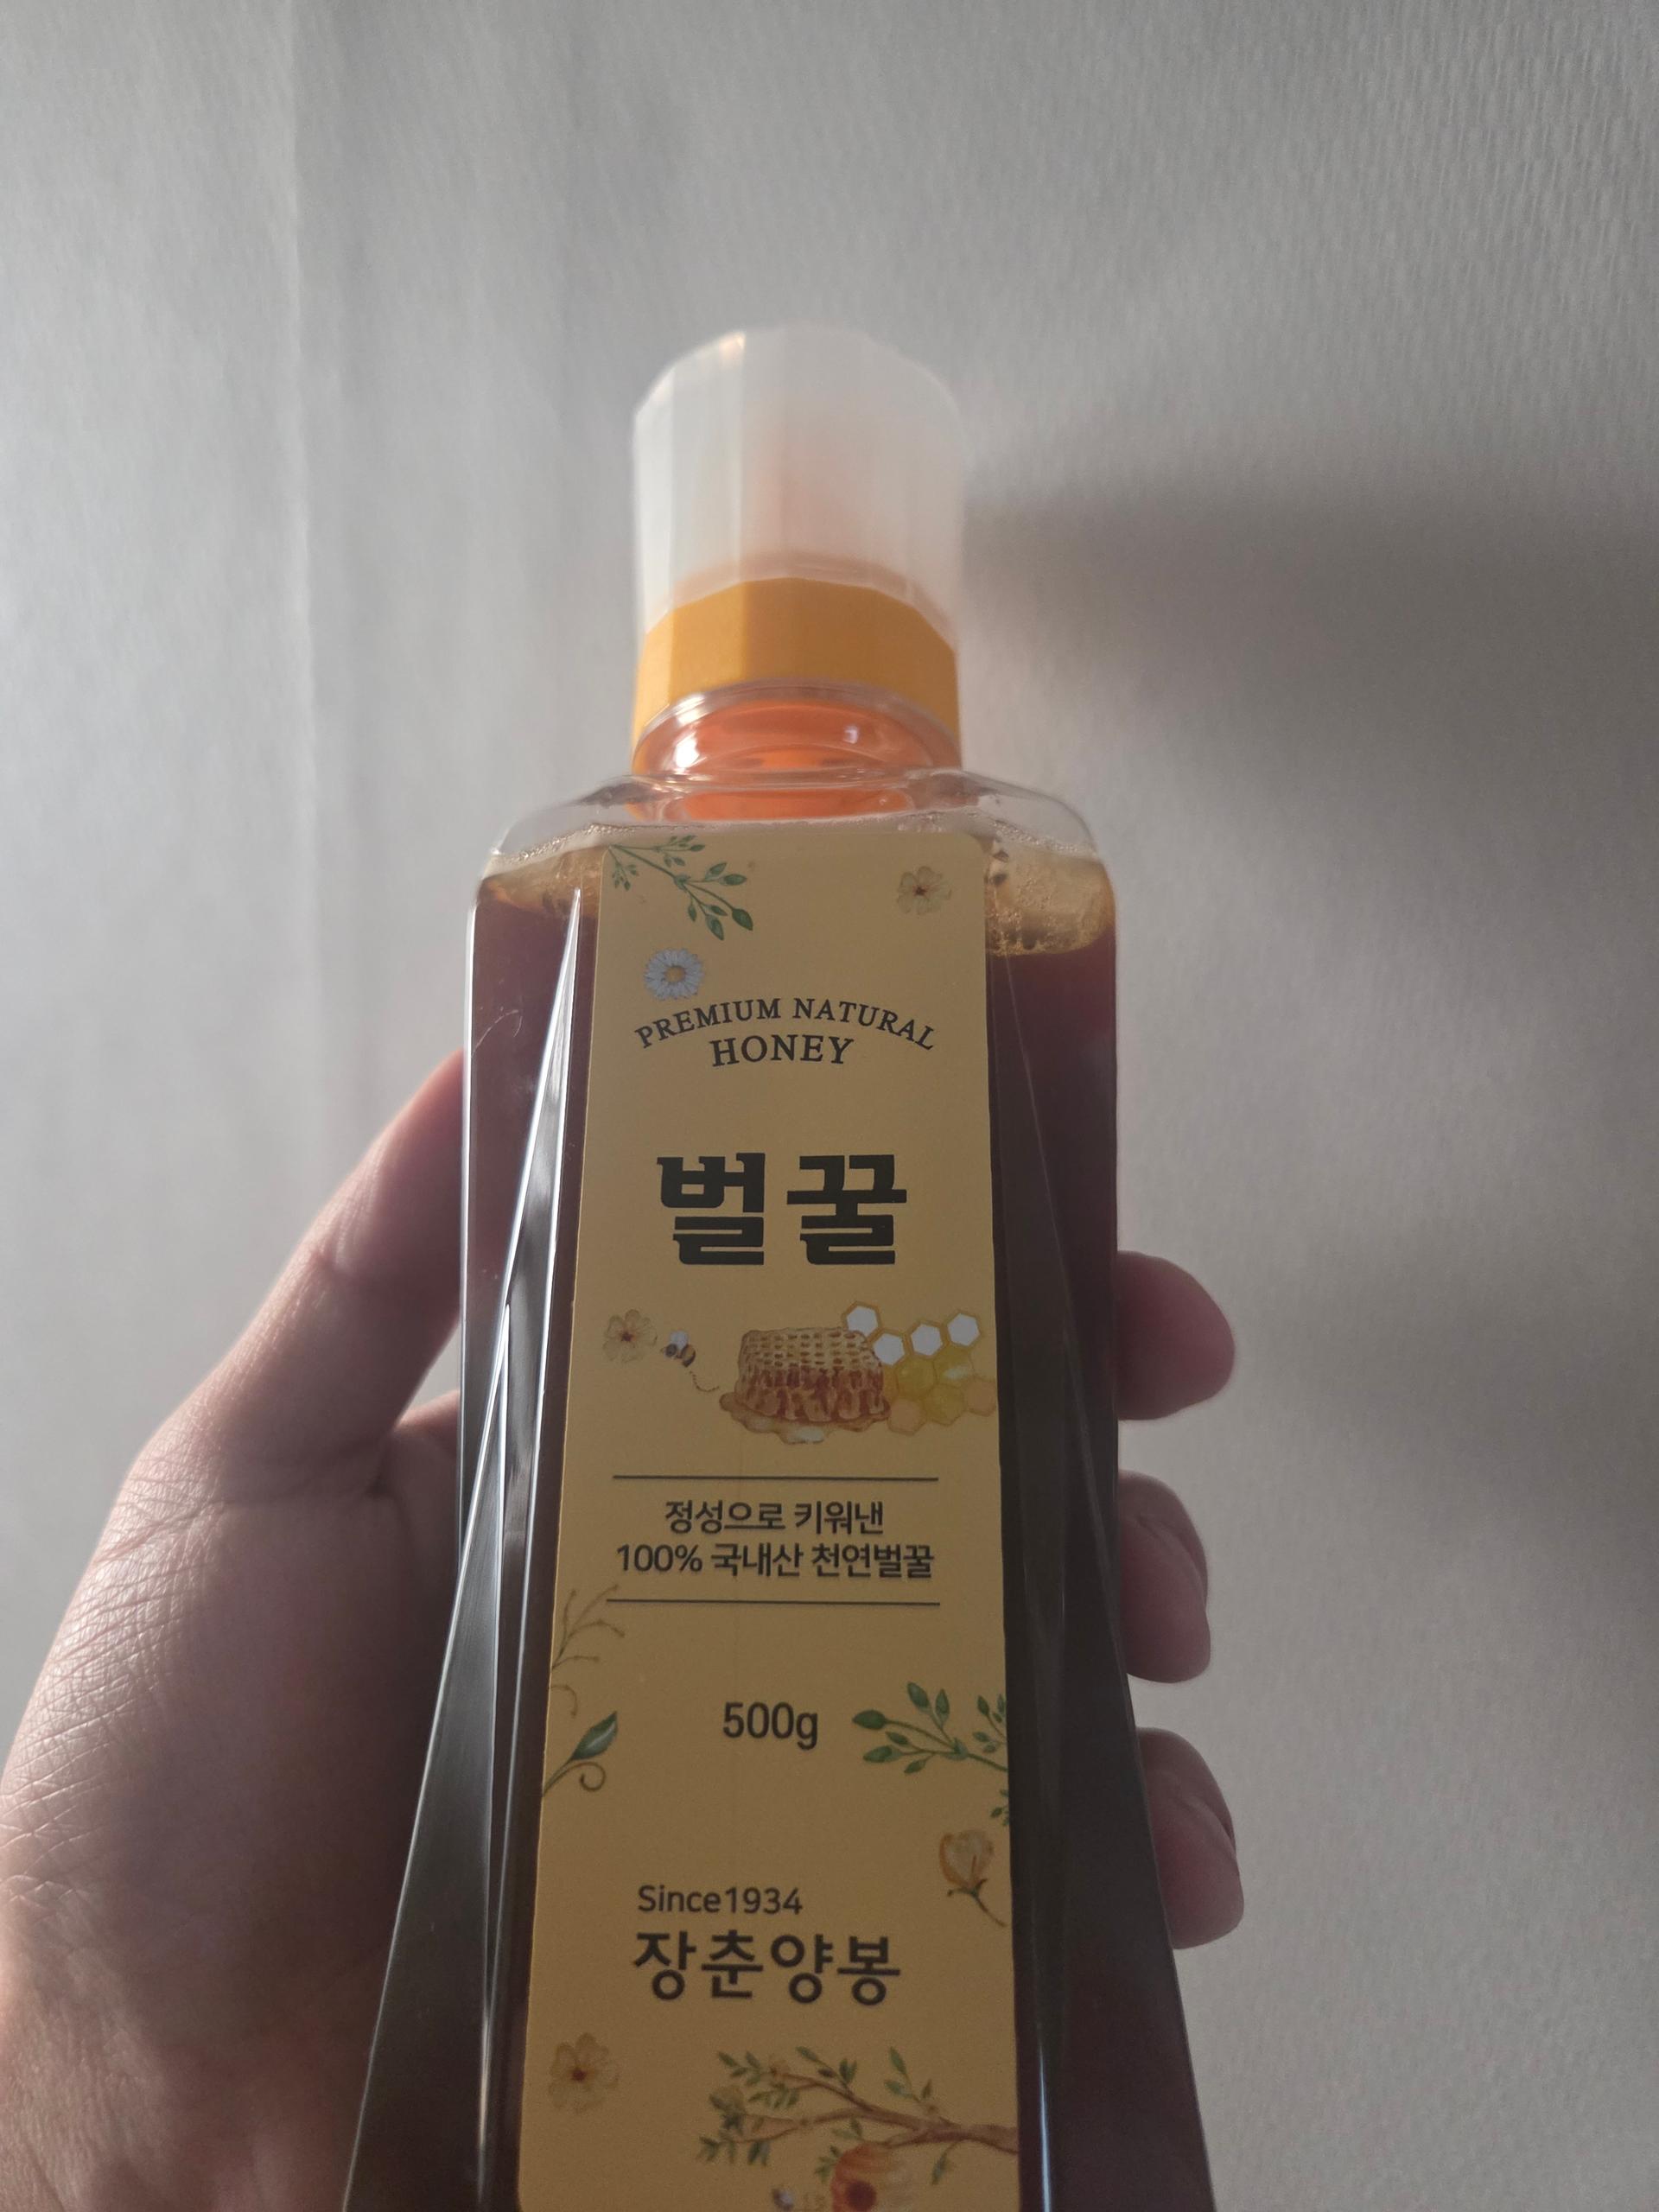 PREMIUM NATURAL
HONEY
벌꿀
정성으로 키워낸
100% 국내산 천연벌꿀
500g
Since1934
장춘양봉